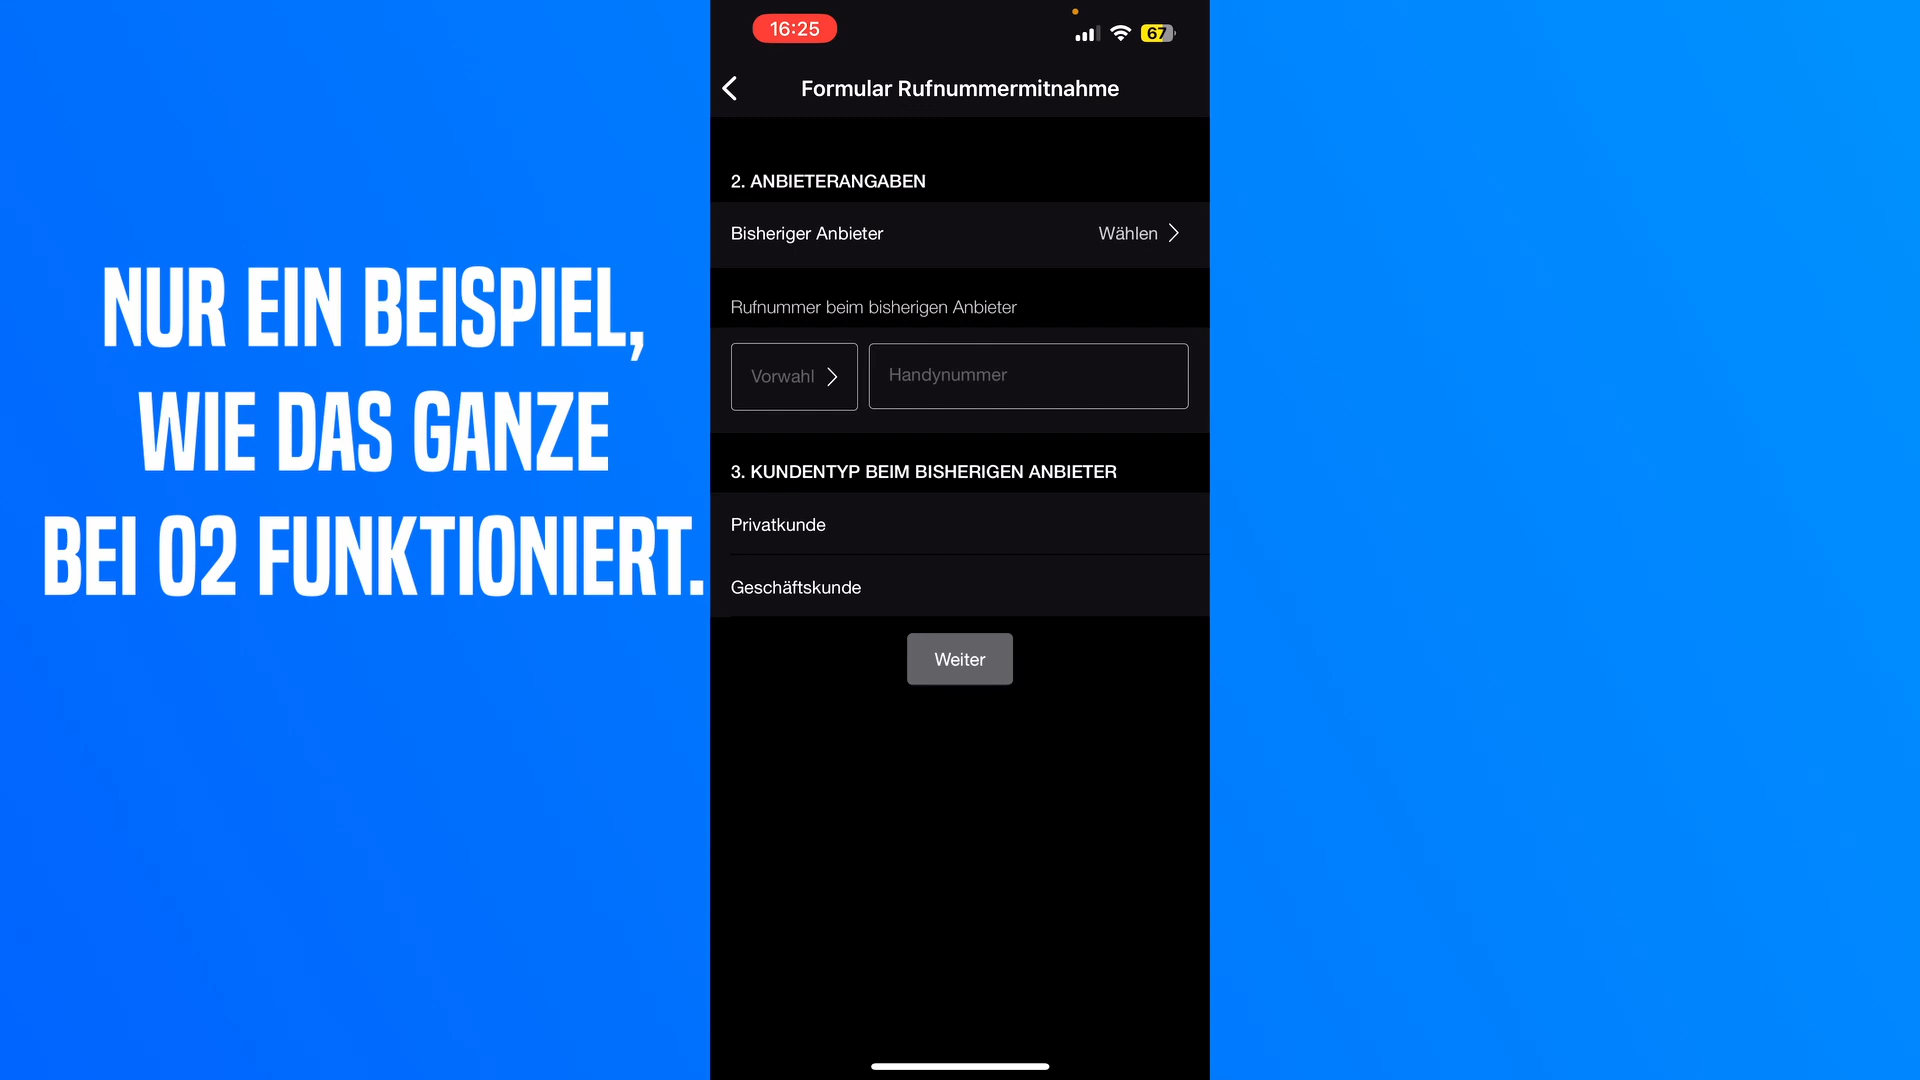 NUR EIN BEISPIEL,
WIE DAS GANZE
BEI O2 FUNKTIONIERT.
16:25
67
Formular Rufnummermitnahme
2. ANBIETERANGABEN
Bisheriger Anbieter Wählen
Rufnummer beim bisherigen Anbieter
Vorwahl Handynummer
3. KUNDENTYP BEIM BISHERIGEN ANBIETER
Privatkunde
Geschäftskunde
Weiter